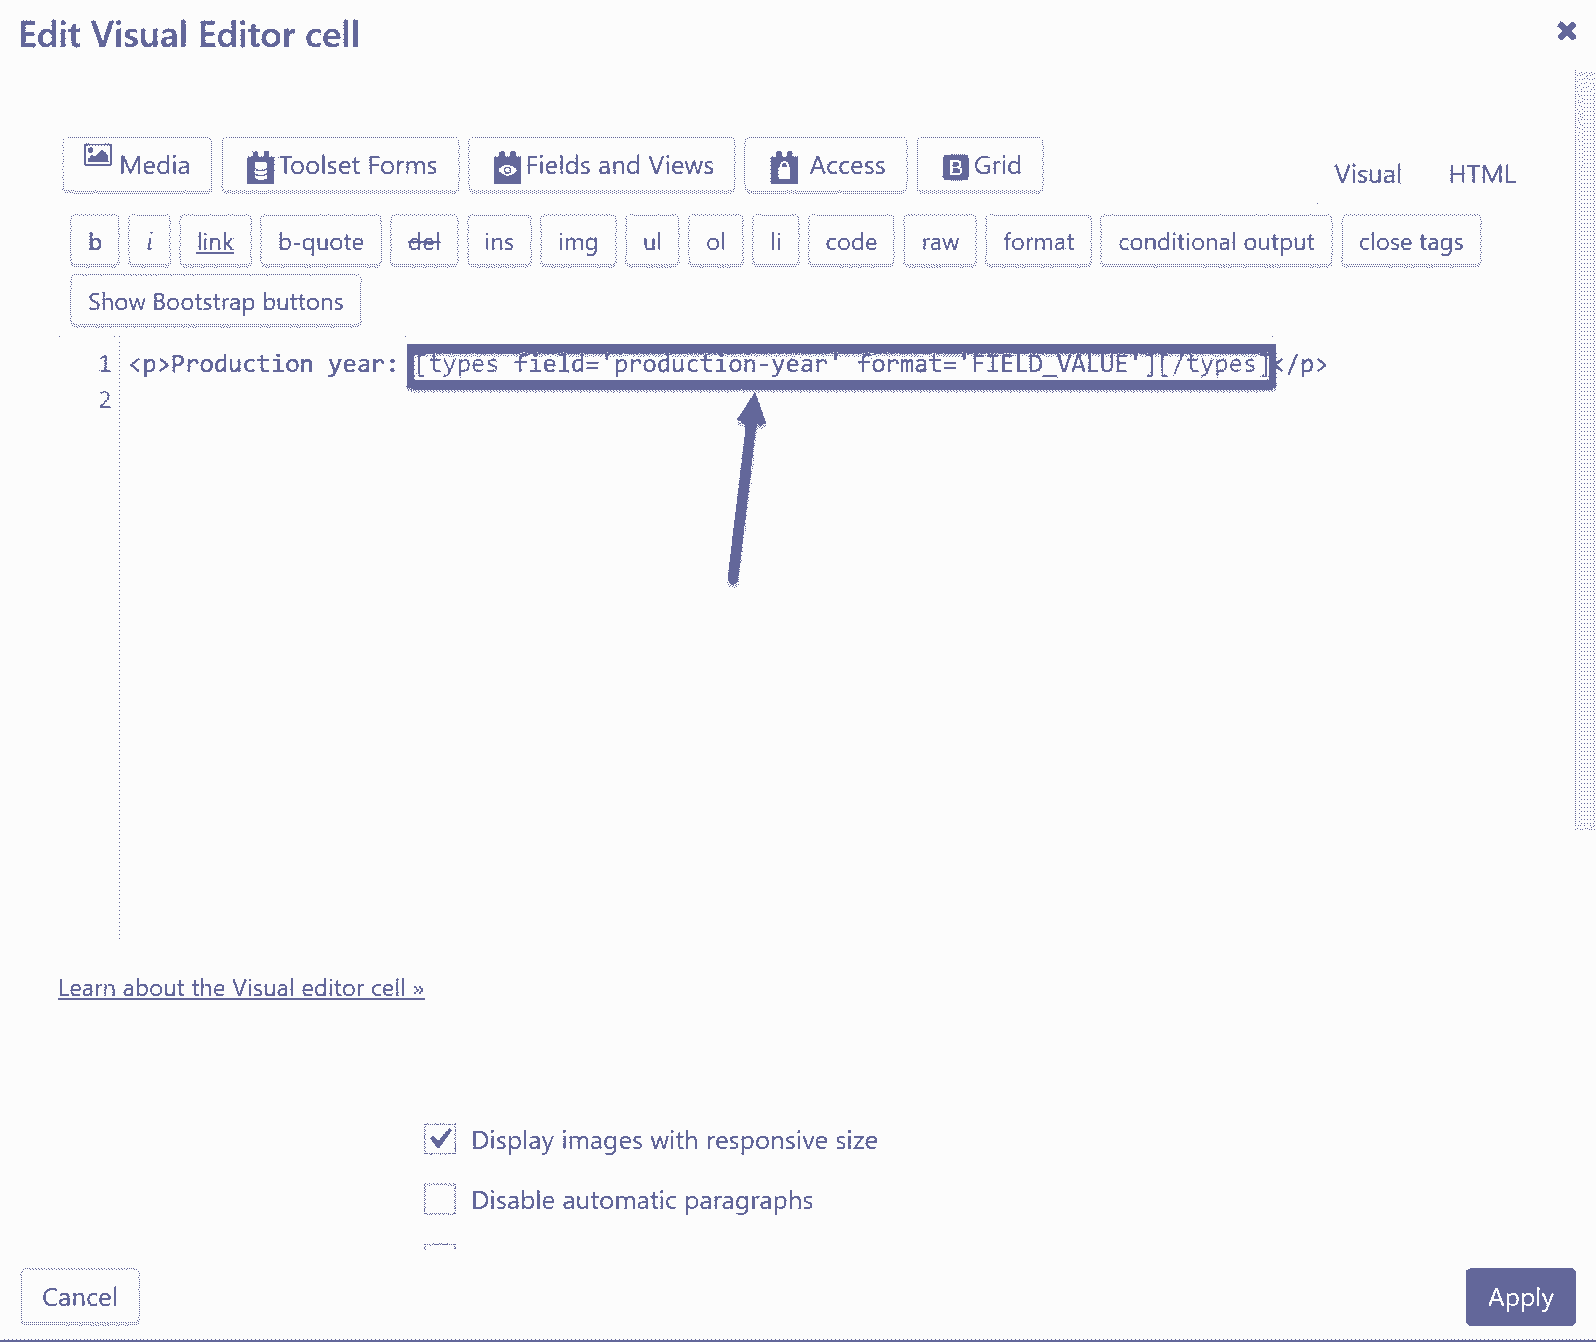 Edit Visual Editor cell
Media Toolset Forms Fields and Views Access B Grid Visual HTML
b i link b-quote del ins img ul ol li code raw format conditional output close tags
Show Bootstrap buttons
1 <p>Production year: [types field='production-year' format='FIELD_VALUE'][/types]</p>
2
Learn about the Visual editor cell »
Display images with responsive size
Disable automatic paragraphs
Cancel Apply